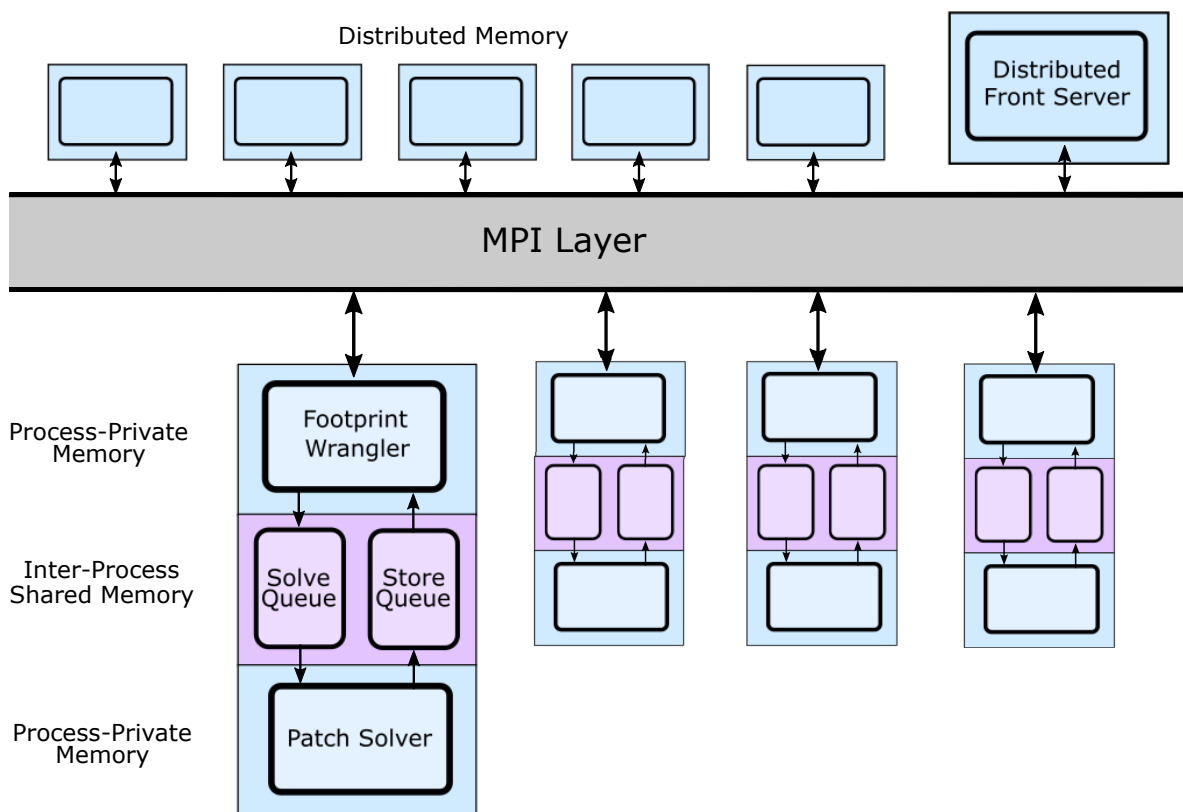 Distributed Memory
Distributed
Front Server
MPI Layer
Process-Private
Memory
Footprint
Wrangler
Inter-Process
Shared Memory
Solve
Queue
Store
Queue
Process-Private
Memory
Patch Solver